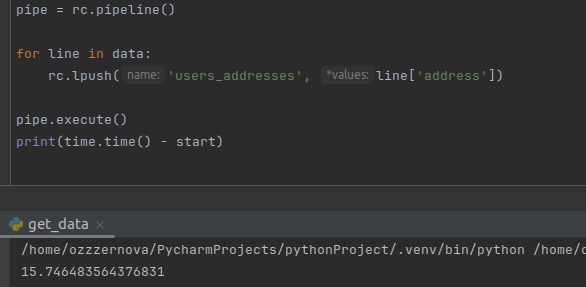 pipe = rc.pipeline()
for line in data:
rc.lpush( name: 'users_addresses', *values: line['address'])
pipe.execute()
print(time.time() - start)
get_data ×
/home/ozzzernova/PycharmProjects/pythonProject/.venv/bin/python
15.746483564376831